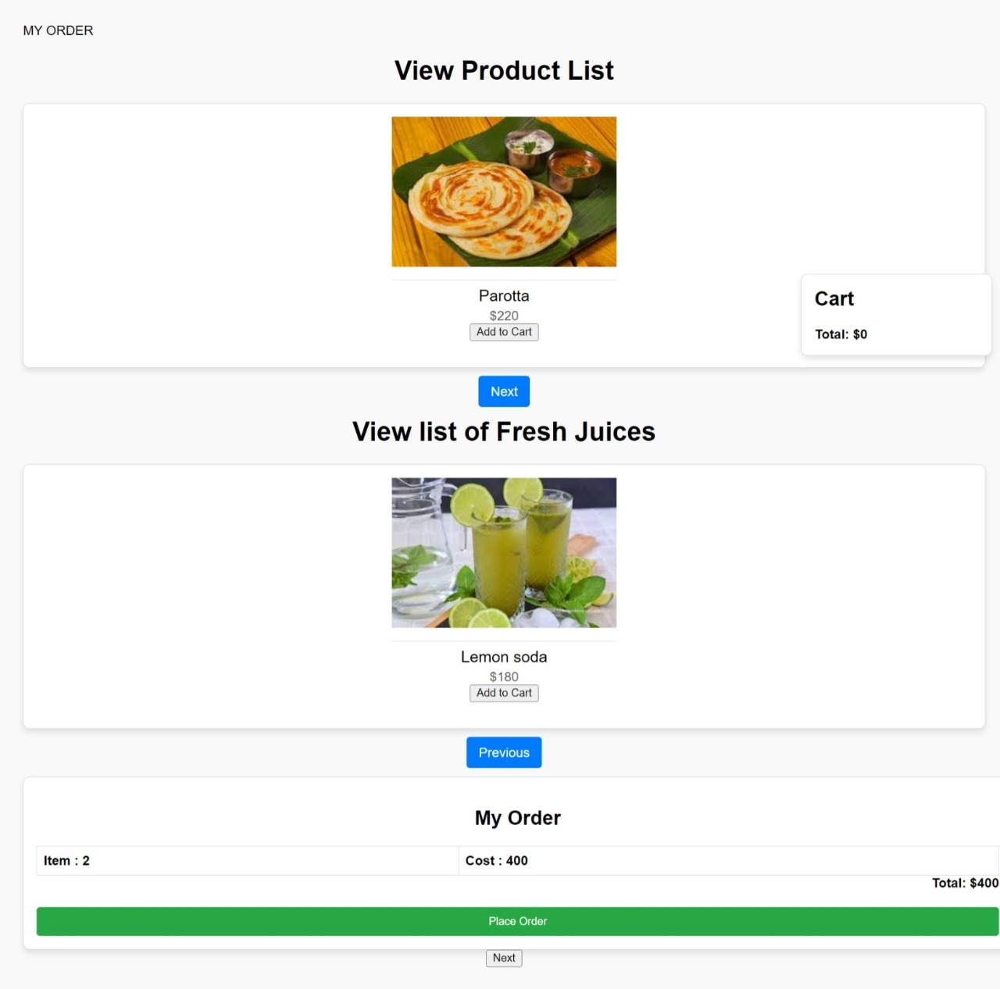 MY ORDER
View Product List
Parotta
$220
Add to Cart
Cart
Total: $0
Next
View list of Fresh Juices
Lemon soda
$180
Add to Cart
Previous
My Order
Item : 2 Cost : 400
Total: $400
Place Order
Next